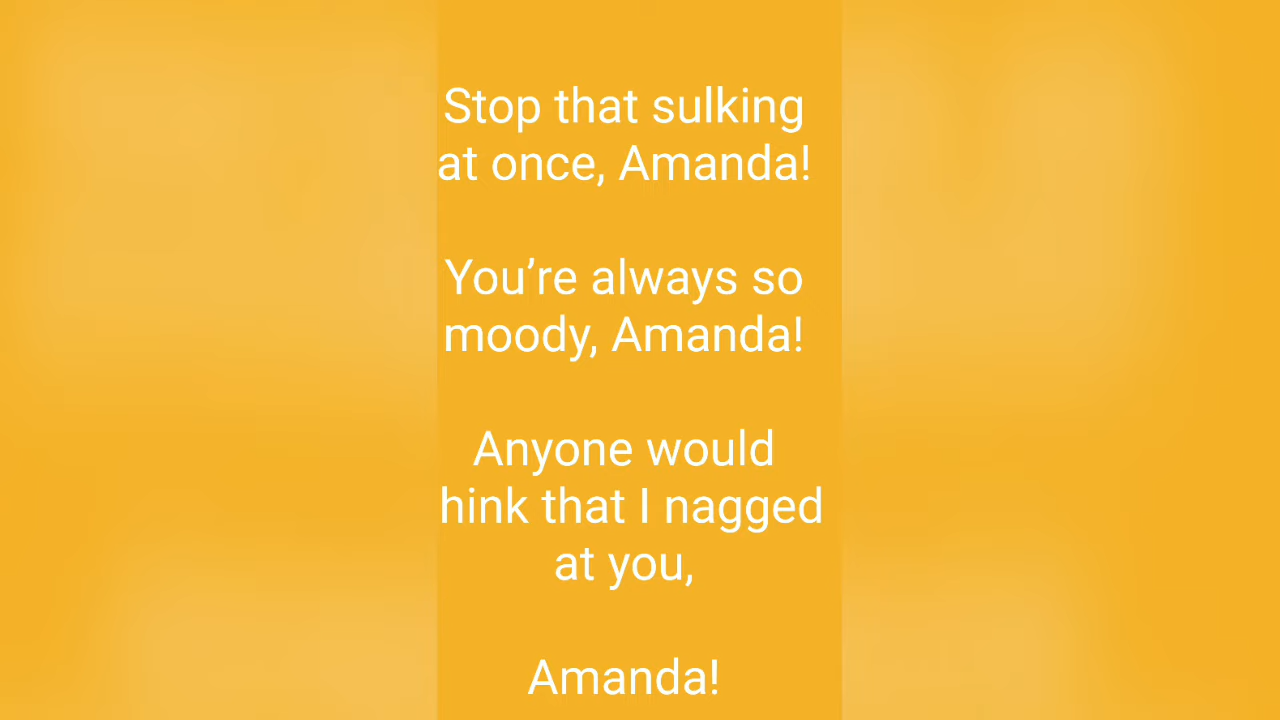 Stop that sulking
at once, Amanda!
You’re always so
moody, Amanda!
Anyone would
hink that I nagged
at you,
Amanda!